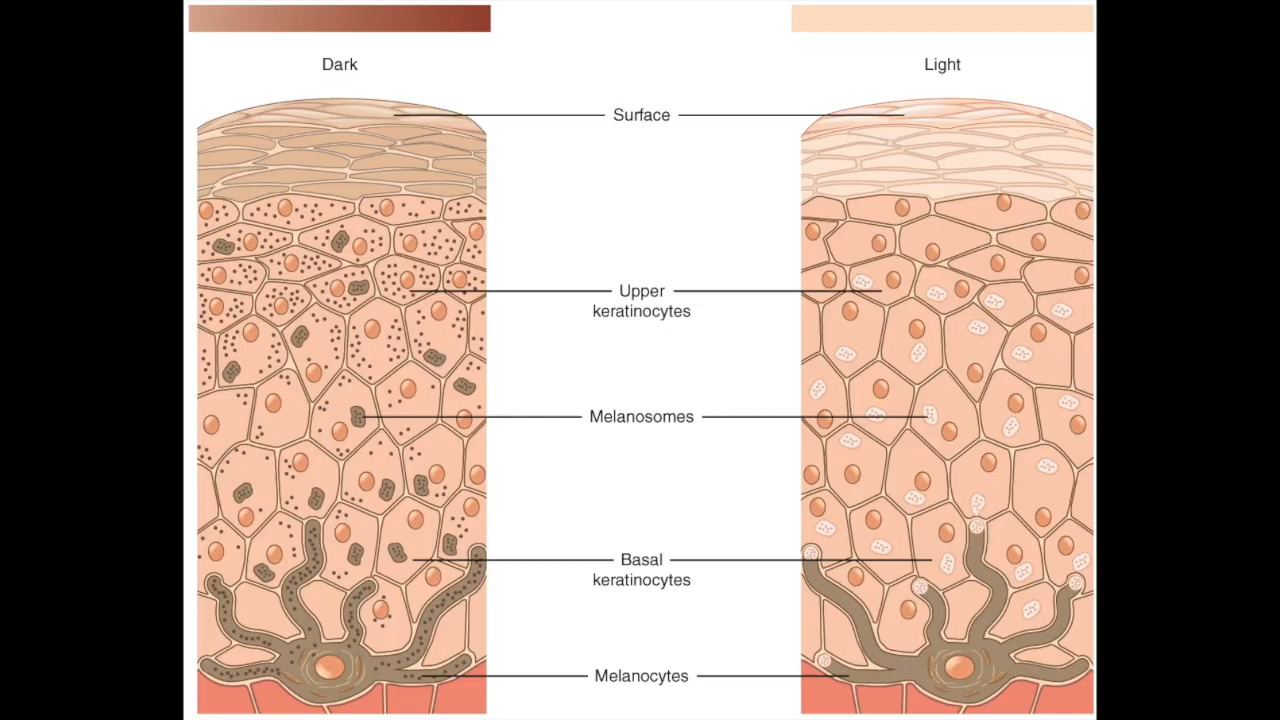 Dark
Light
Surface
Upper
keratinocytes
Melanosomes
Basal
keratinocytes
Melanocytes